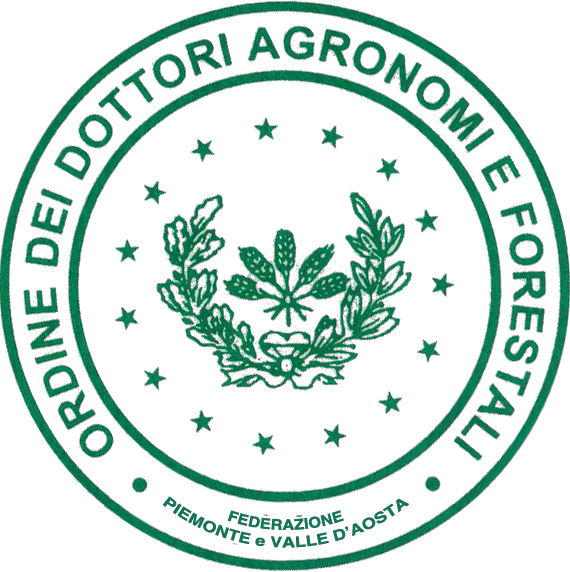 ORDINE DEI DOTTORI AGRONOMI E FORESTALI
FEDERAZIONE
PIEMONTE e VALLE D'AOSTA